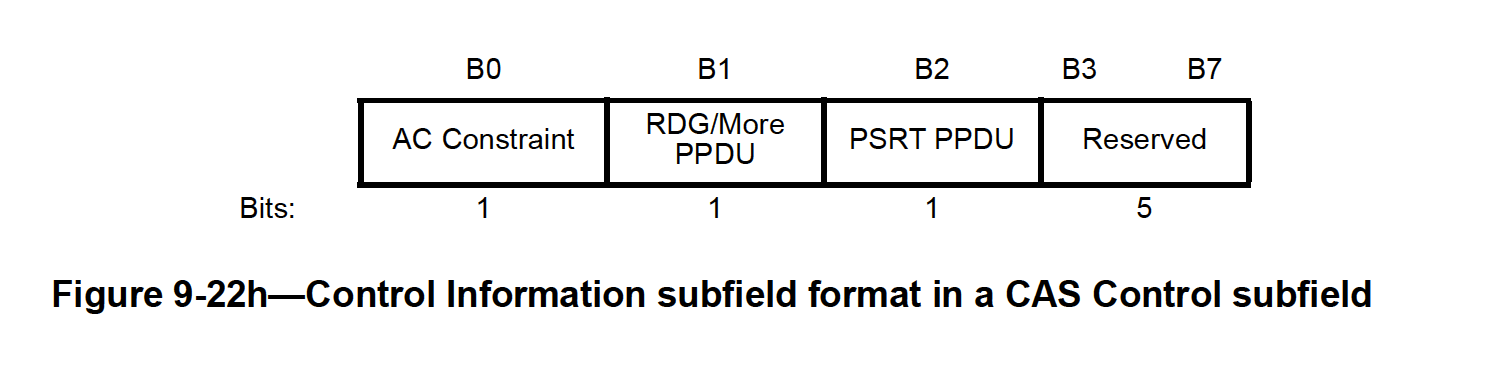 B0 B1 B2 B3 B7
AC Constraint RDG/More PPDU PSRT PPDU Reserved
Bits: 1 1 1 5
Figure 9-22h—Control Information subfield format in a CAS Control subfield